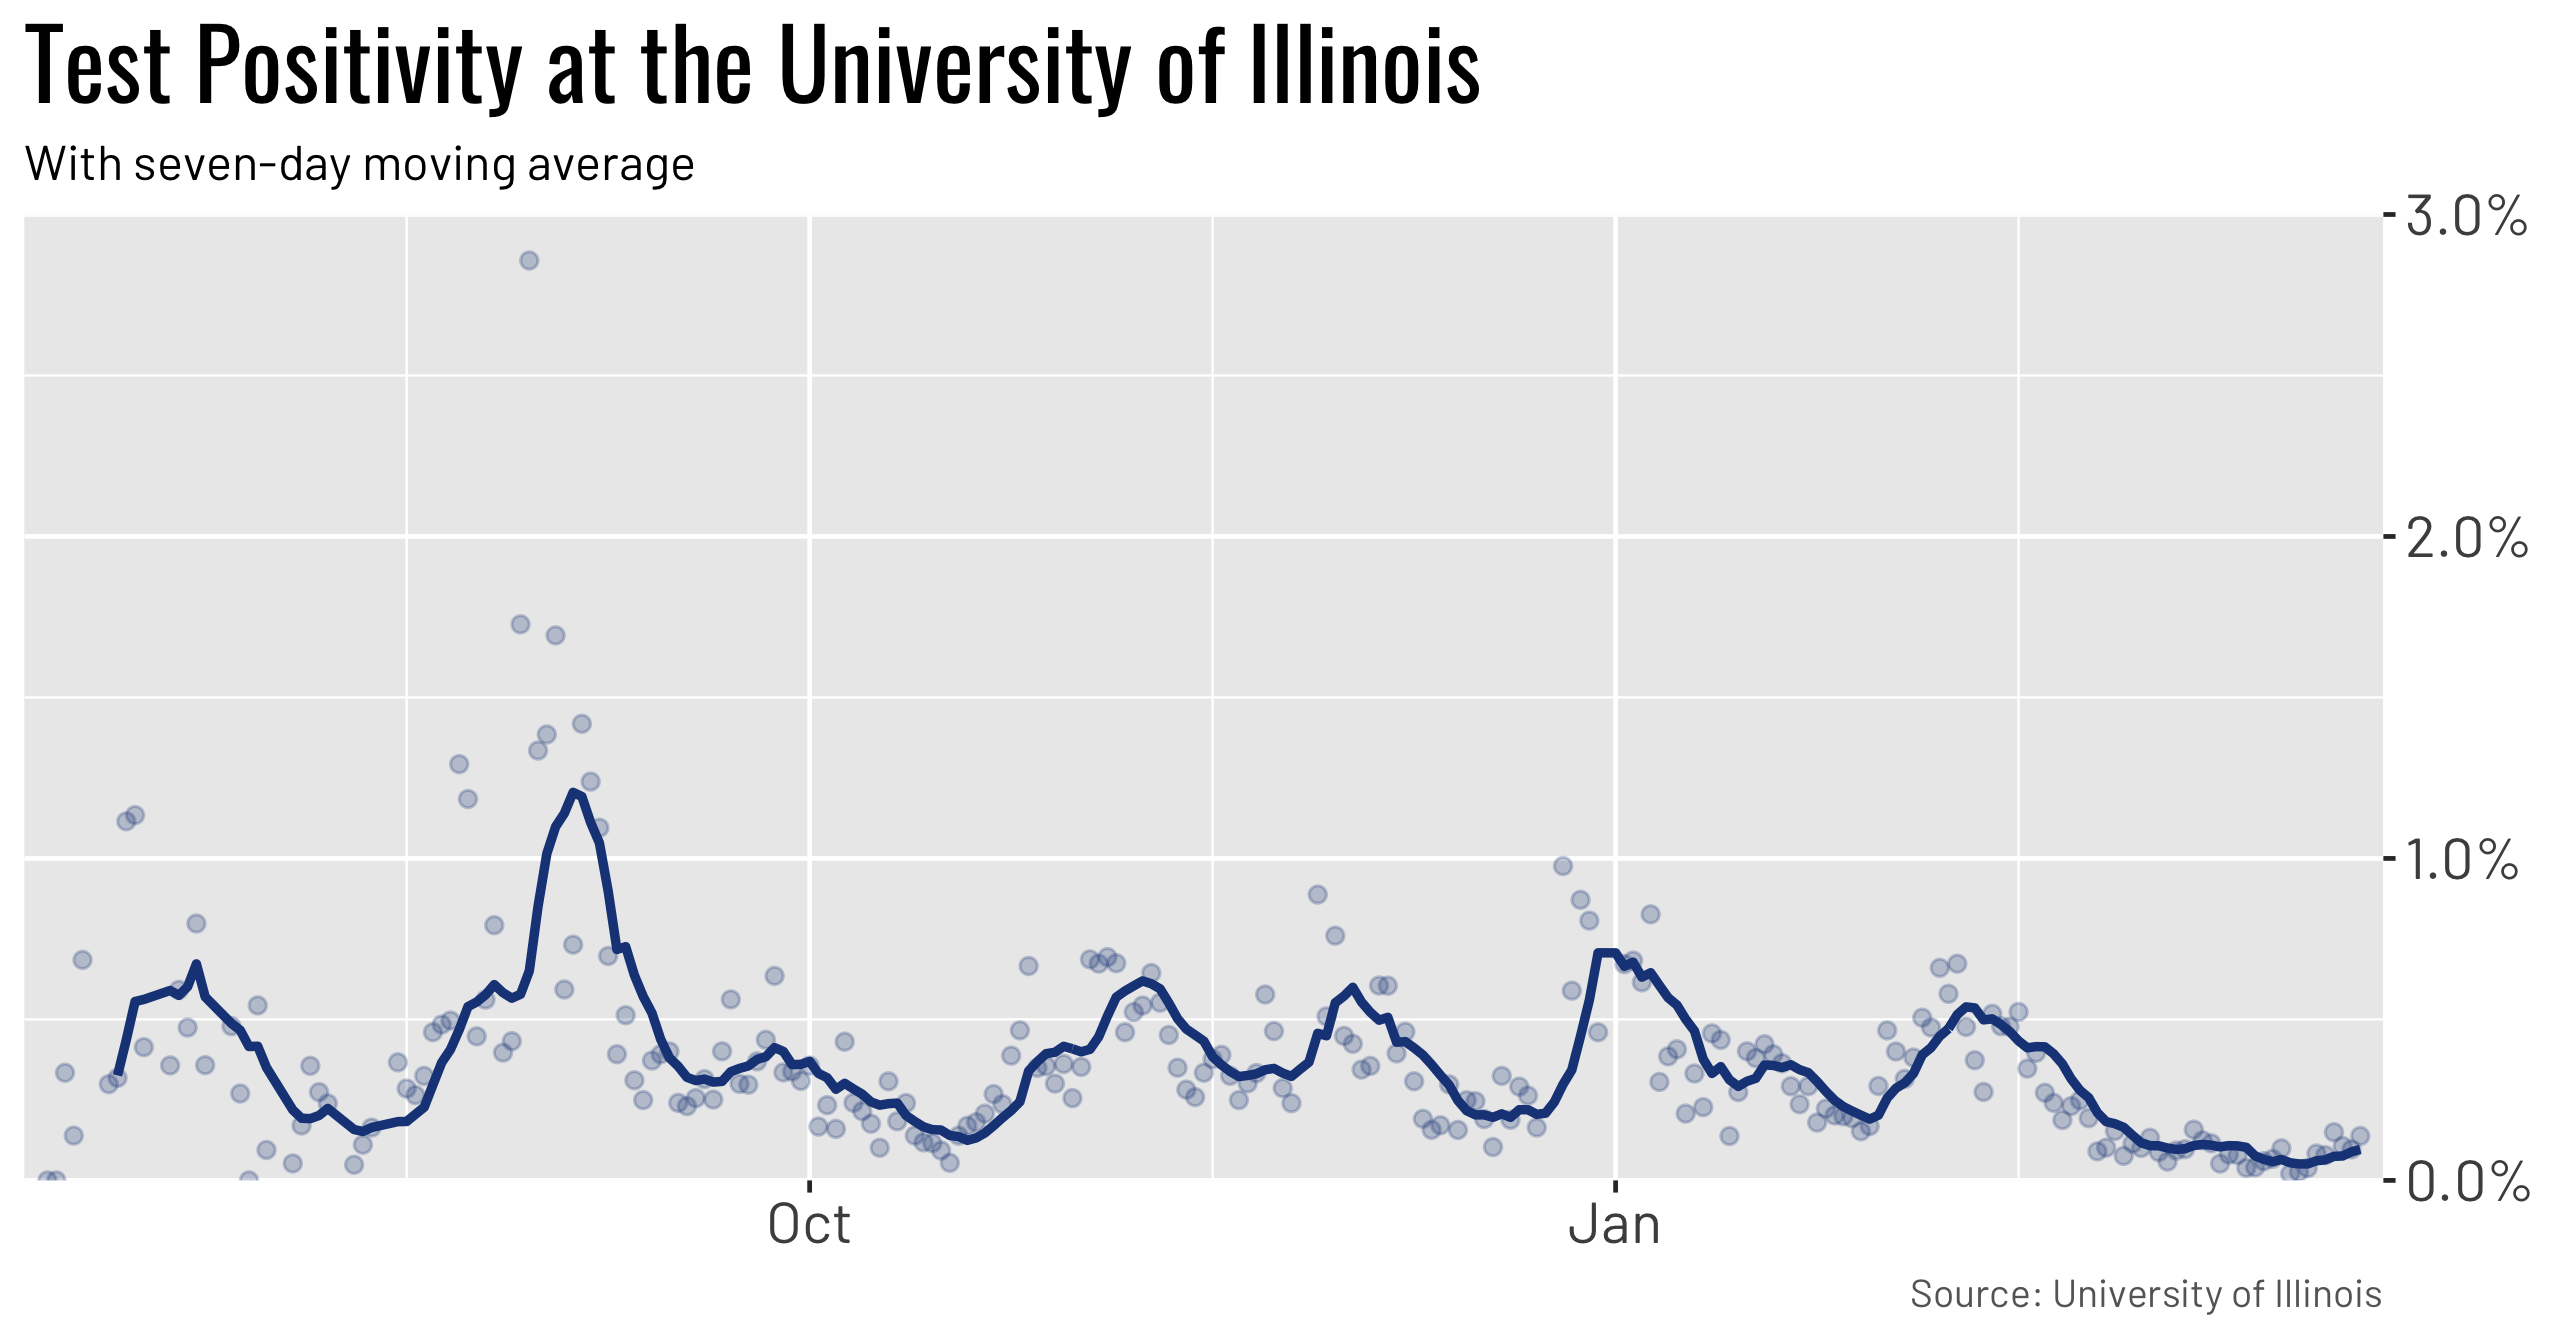 Test Positivity at the University of Illinois
With seven-day moving average
3.0%
2.0%
1.0%
0.0%
Oct Jan
Source: University of Illinois